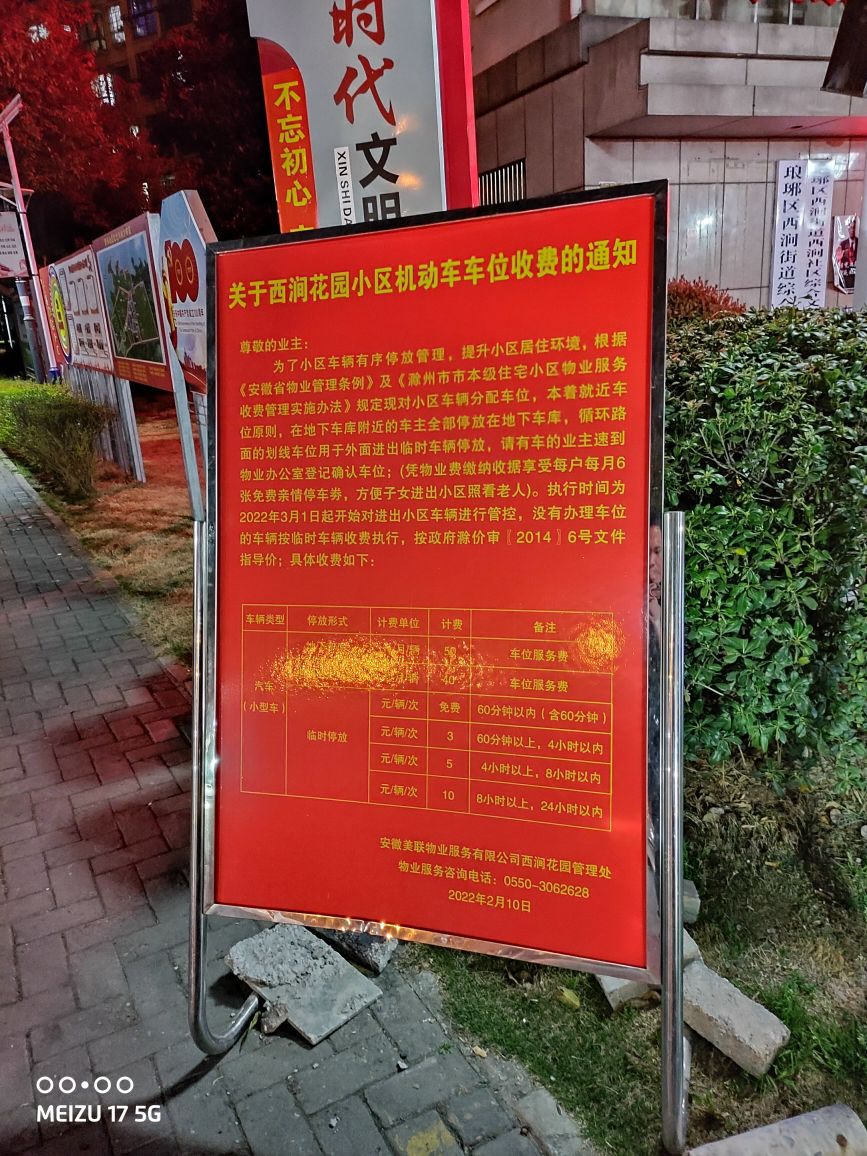 时代文明
不忘初心
XIN SHI DA
琅琊区西涧街道综合
琅琊区西涧街道西涧社区综合
关于西涧花园小区机动车车位收费的通知
尊敬的业主：
为了小区车辆有序停放管理，提升小区居住环境，根据
《安徽省物业管理条例》及《滁州市市本级住宅小区物业服务
收费管理实施办法》规定现对小区车辆分配车位，本着就近车
位原则，在地下车库附近的车主全部停放在地下车库，循环路
面的划线车位用于外面进出临时车辆停放，请有车的业主速到
物业办公室登记确认车位；(凭物业费缴纳收据享受每户每月6
张免费亲情停车劵，方便子女进出小区照看老人)。执行时间为
2022年3月1日起开始对进出小区车辆进行管控，没有办理车位
的车辆按临时车辆收费执行，按政府滁价审〖2014〗6号文件
指导价；具体收费如下：
车辆类型 停放形式 计费单位 计费 备注
月/辆 50 车位服务费
月/辆 40 车位服务费
汽车
（小型车）
临时停放
元/辆/次 免费 60分钟以内（含60分钟）
元/辆/次 3 60分钟以上，4小时以内
元/辆/次 5 4小时以上，8小时以内
元/辆/次 10 8小时以上，24小时以内
安徽美联物业服务有限公司西涧花园管理处
物业服务咨询电话：0550-3062628
2022年2月10日
MEIZU 17 5G